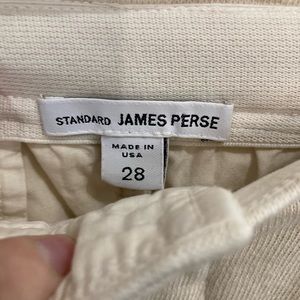 STANDARD JAMES PERSE
MADE IN
USA
28